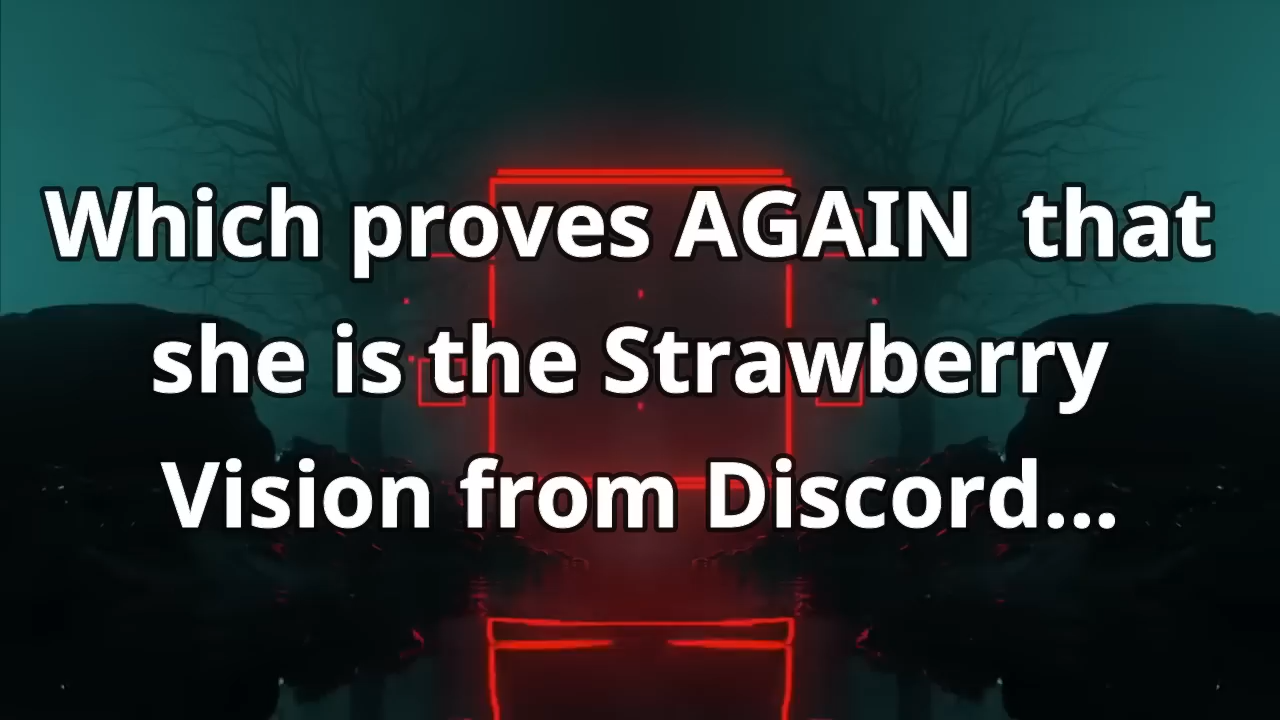 Which proves AGAIN  that
she is the Strawberry
Vision from Discord...